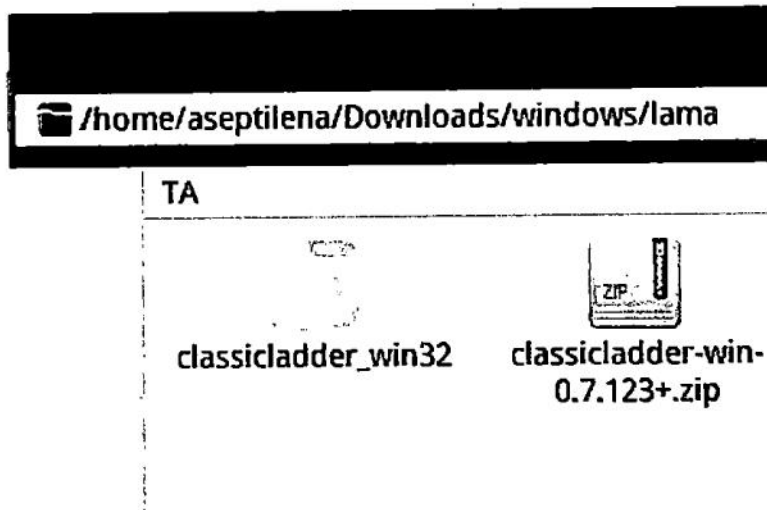 /home/aseptilena/Downloads/windows/lama
TA
classicladder_win32
ZIP
classicladder-win-
0.7.123+.zip